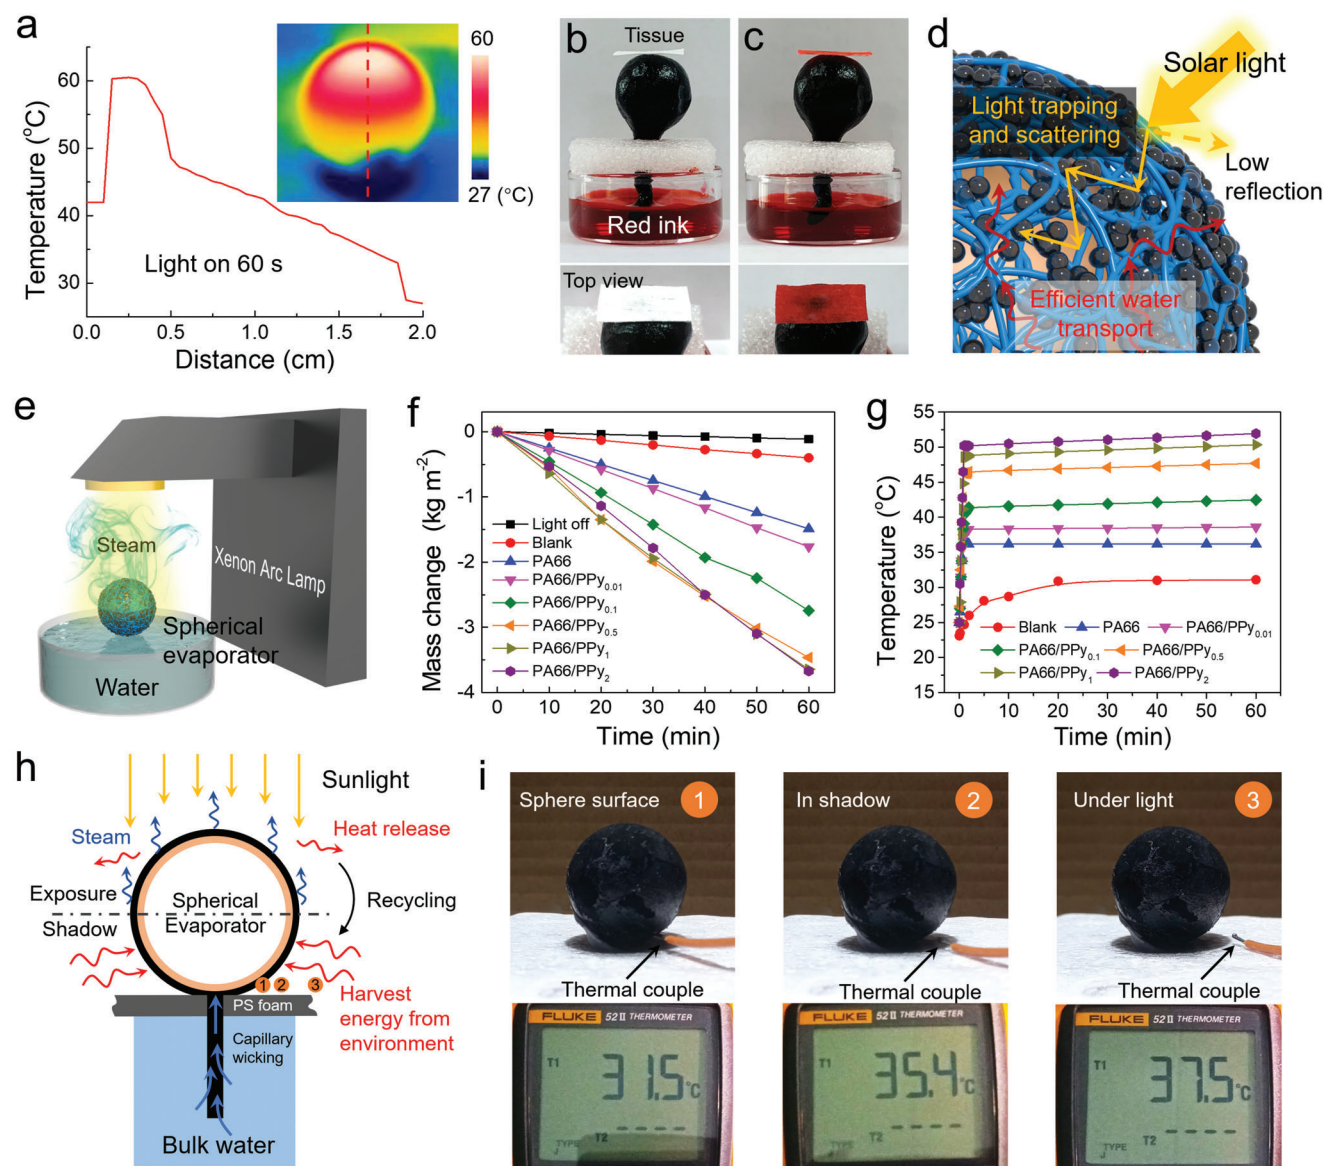 a
60
27 (°C)
Temperature (°C)
60
50
40
30
Light on 60 s
0.0
0.5
1.0
1.5
2.0
Distance (cm)
b
Tissue
Red ink
Top view
c
d
Solar light
Light trapping
and scattering
Low
reflection
Efficient water
transport
e
Steam
Xenon Arc Lamp
Spherical
evaporator
Water
f
Mass change (kg m⁻²)
0
-1
-2
-3
-4
Light off
Blank
PA66
PA66/PPy₀.₀₁
PA66/PPy₀.₁
PA66/PPy₀.₅
PA66/PPy₁
PA66/PPy₂
0
10
20
30
40
50
60
Time (min)
g
Temperature (°C)
55
50
45
40
35
30
25
20
15
Blank
PA66
PA66/PPy₀.₀₁
PA66/PPy₀.₁
PA66/PPy₀.₅
PA66/PPy₁
PA66/PPy₂
0
10
20
30
40
50
60
Time (min)
h
Sunlight
Steam
Heat release
Exposure
Shadow
Spherical
Evaporator
Recycling
1
2
3
PS foam
Harvest
energy from
environment
Capillary
wicking
Bulk water
i
Sphere surface
1
Thermal couple
FLUKE 52 II THERMOMETER
T1
31.5 °C
T2 ----
TYPE
J
In shadow
2
Thermal couple
FLUKE 52 II THERMOMETER
T1
35.4 °C
T2 ----
TYPE
J
Under light
3
Thermal couple
FLUKE 52 II THERMOMETER
T1
37.5 °C
T2 ----
TYPE
J